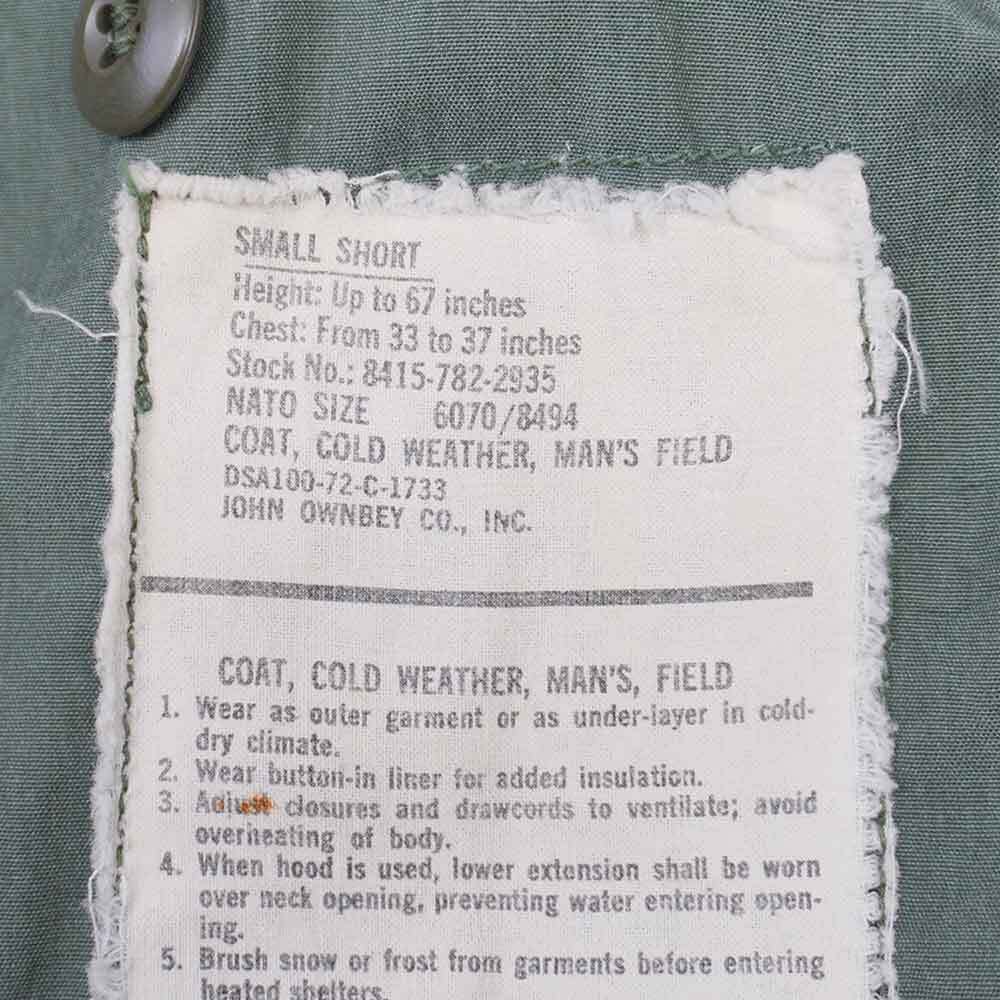 SMALL SHORT
Height: Up to 67 inches
Chest: From 33 to 37 inches
Stock No.: 8415-782-2935
NATO SIZE 6070/8494
COAT, COLD WEATHER, MAN'S FIELD
DSA100-72-C-1733
JOHN OWNBEY CO., INC.
COAT, COLD WEATHER, MAN'S, FIELD
1. Wear as outer garment or as under-layer in cold-
dry climate.
2. Wear button-in liner for added insulation.
3. Adjust closures and drawcords to ventilate; avoid
overheating of body.
4. When hood is used, lower extension shall be worn
over neck opening, preventing water entering open-
ing.
5. Brush snow or frost from garments before entering
heated shelters.